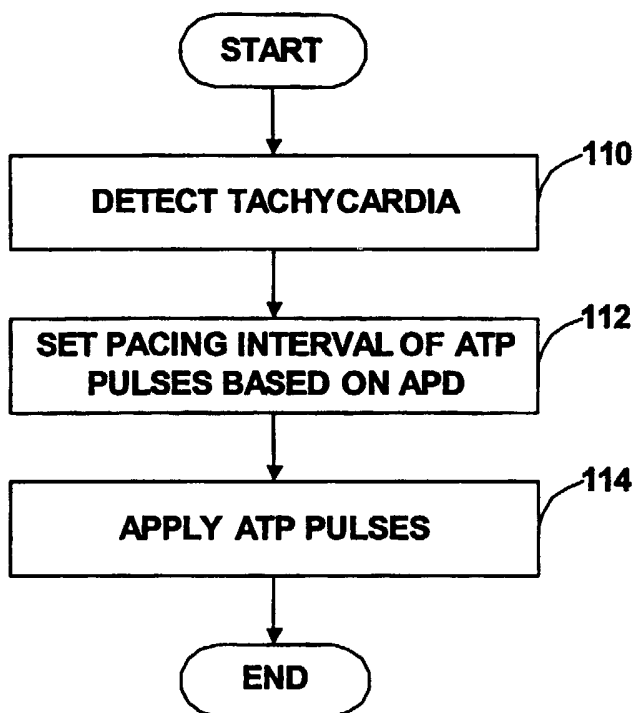 START
110
DETECT TACHYCARDIA
112
SET PACING INTERVAL OF ATP
PULSES BASED ON APD
114
APPLY ATP PULSES
END